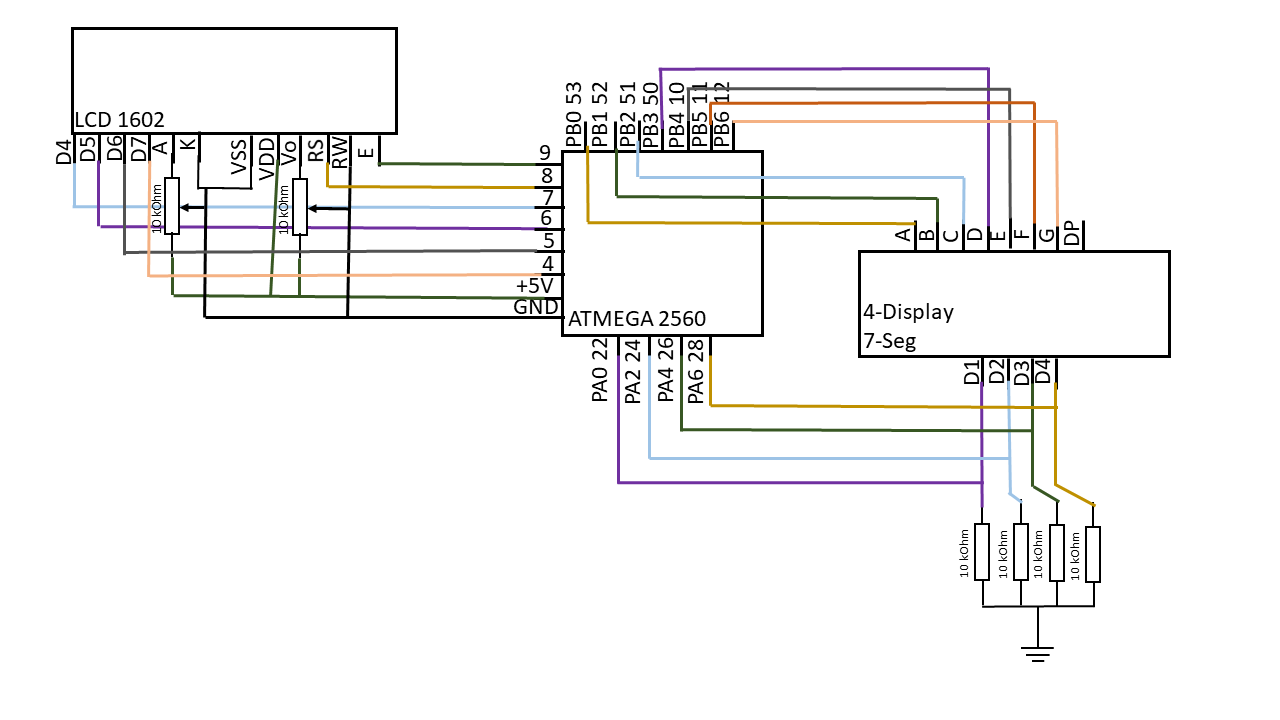 LCD 1602
D4
D5
D6
D7
A
K
VSS
VDD
Vo
RS
RW
E
10 kOhm
10 kOhm
9
8
7
6
5
4
+5V
GND
PB0 53
PB1 52
PB2 51
PB3 50
PB4 10
PB5 11
PB6 12
ATMEGA 2560
PA0 22
PA2 24
PA4 26
PA6 28
A
B
C
D
E
F
G
DP
4-Display
7-Seg
D1
D2
D3
D4
10 kOhm
10 kOhm
10 kOhm
10 kOhm